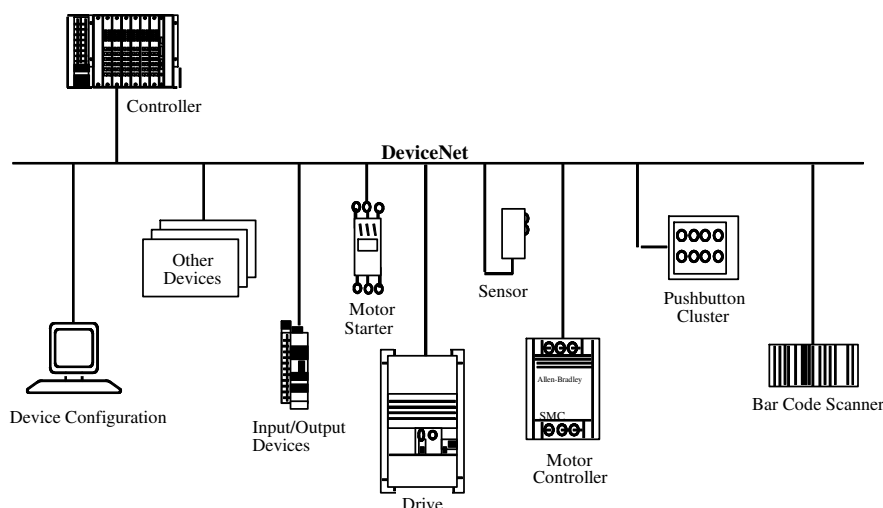 Controller
DeviceNet
Other
Devices
Motor
Starter
Sensor
Pushbutton
Cluster
Device Configuration
Input/Output
Devices
Allen-Bradley
SMC
Bar Code Scanner
Motor
Controller
Drive